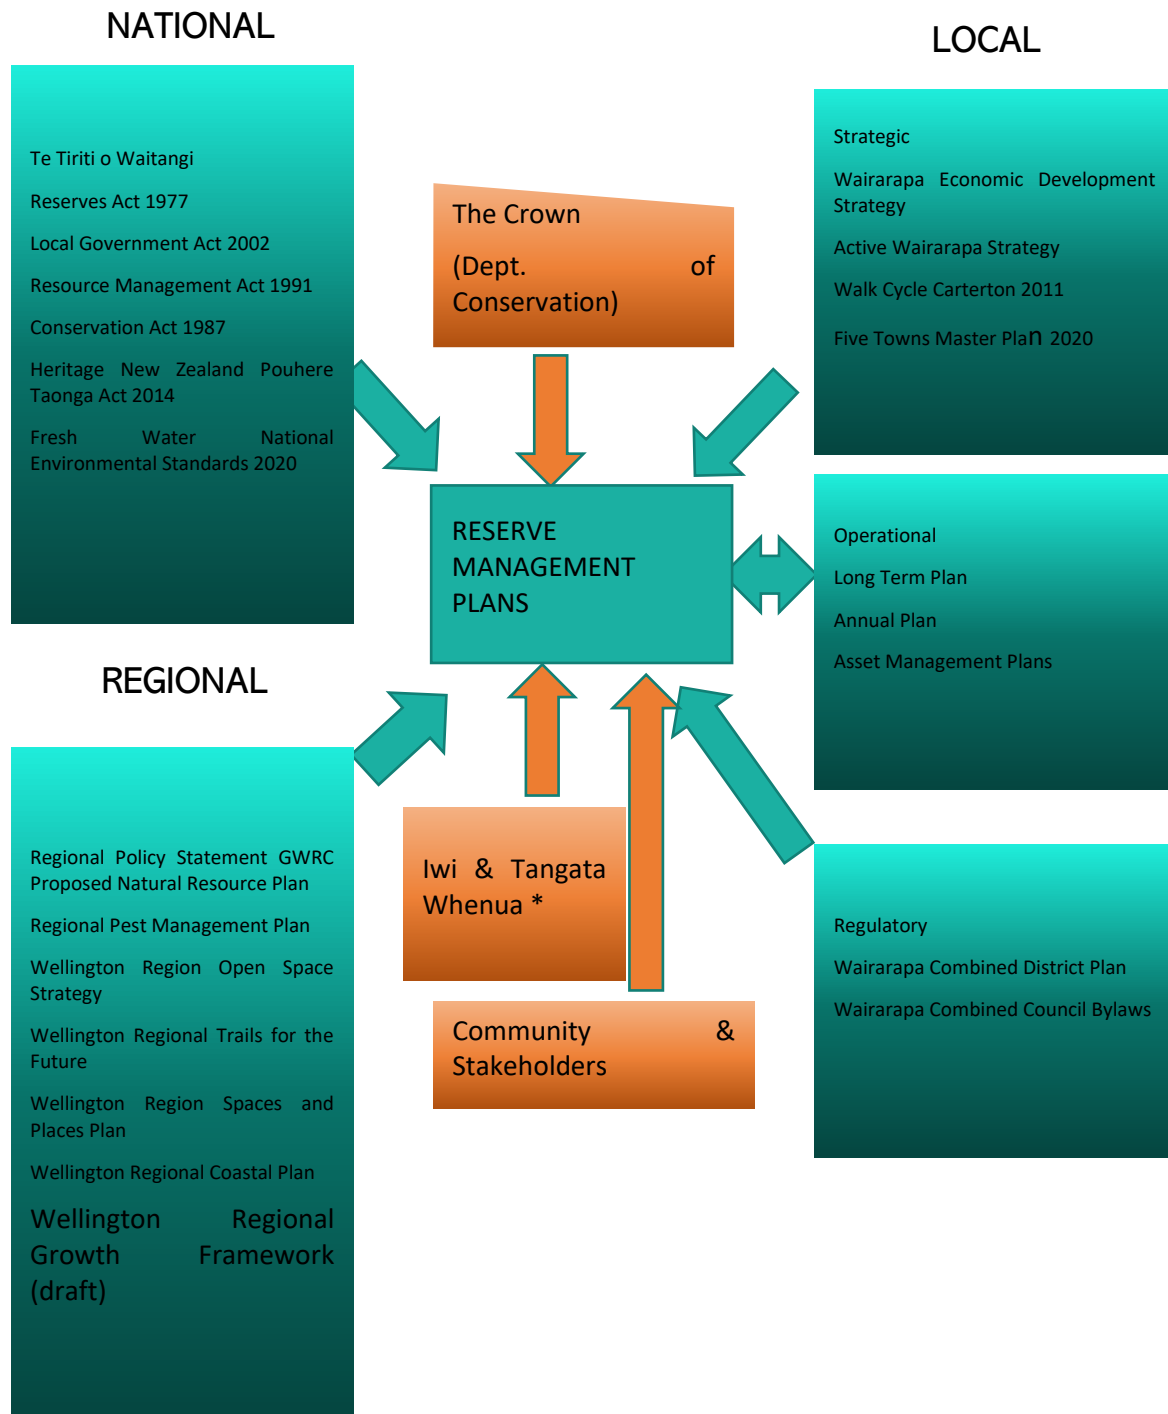 NATIONAL
Te Tiriti o Waitangi
Reserves Act 1977
Local Government Act 2002
Resource Management Act 1991
Conservation Act 1987
Heritage New Zealand Pouhere
Taonga Act 2014
Fresh Water National
Environmental Standards 2020
The Crown
(Dept. of
Conservation)
LOCAL
Strategic
Wairarapa Economic Development
Strategy
Active Wairarapa Strategy
Walk Cycle Carterton 2011
Five Towns Master Plan 2020
RESERVE
MANAGEMENT
PLANS
Operational
Long Term Plan
Annual Plan
Asset Management Plans
REGIONAL
Regional Policy Statement GWRC
Proposed Natural Resource Plan
Regional Pest Management Plan
Wellington Region Open Space
Strategy
Wellington Regional Trails for the
Future
Wellington Region Spaces and
Places Plan
Wellington Regional Coastal Plan
Wellington Regional
Growth Framework
(draft)
Iwi & Tangata
Whenua *
Community &
Stakeholders
Regulatory
Wairarapa Combined District Plan
Wairarapa Combined Council Bylaws